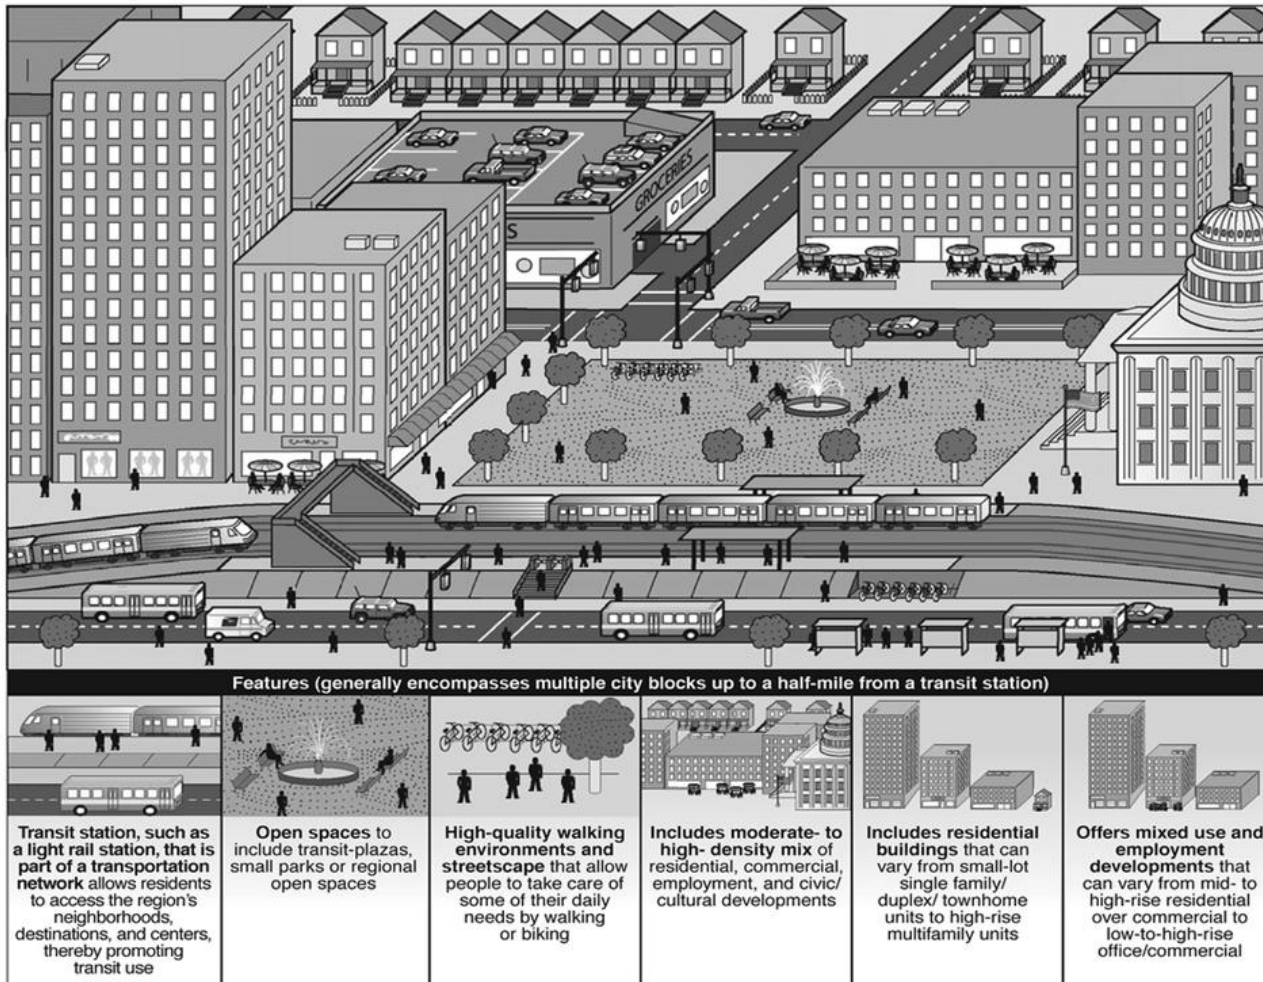 GROCERIES
S
Features (generally encompasses multiple city blocks up to a half-mile from a transit station)
Transit station, such as
a light rail station, that is
part of a transportation
network allows residents
to access the region's
neighborhoods,
destinations, and centers,
thereby promoting
transit use
Open spaces to
include transit-plazas,
small parks or regional
open spaces
High-quality walking
environments and
streetscape that allow
people to take care of
some of their daily
needs by walking
or biking
Includes moderate- to
high- density mix of
residential, commercial,
employment, and civic/
cultural developments
Includes residential
buildings that can
vary from small-lot
single family/
duplex/ townhome
units to high-rise
multifamily units
Offers mixed use and
employment
developments that
can vary from mid- to
high-rise residential
over commercial to
low-to-high-rise
office/commercial